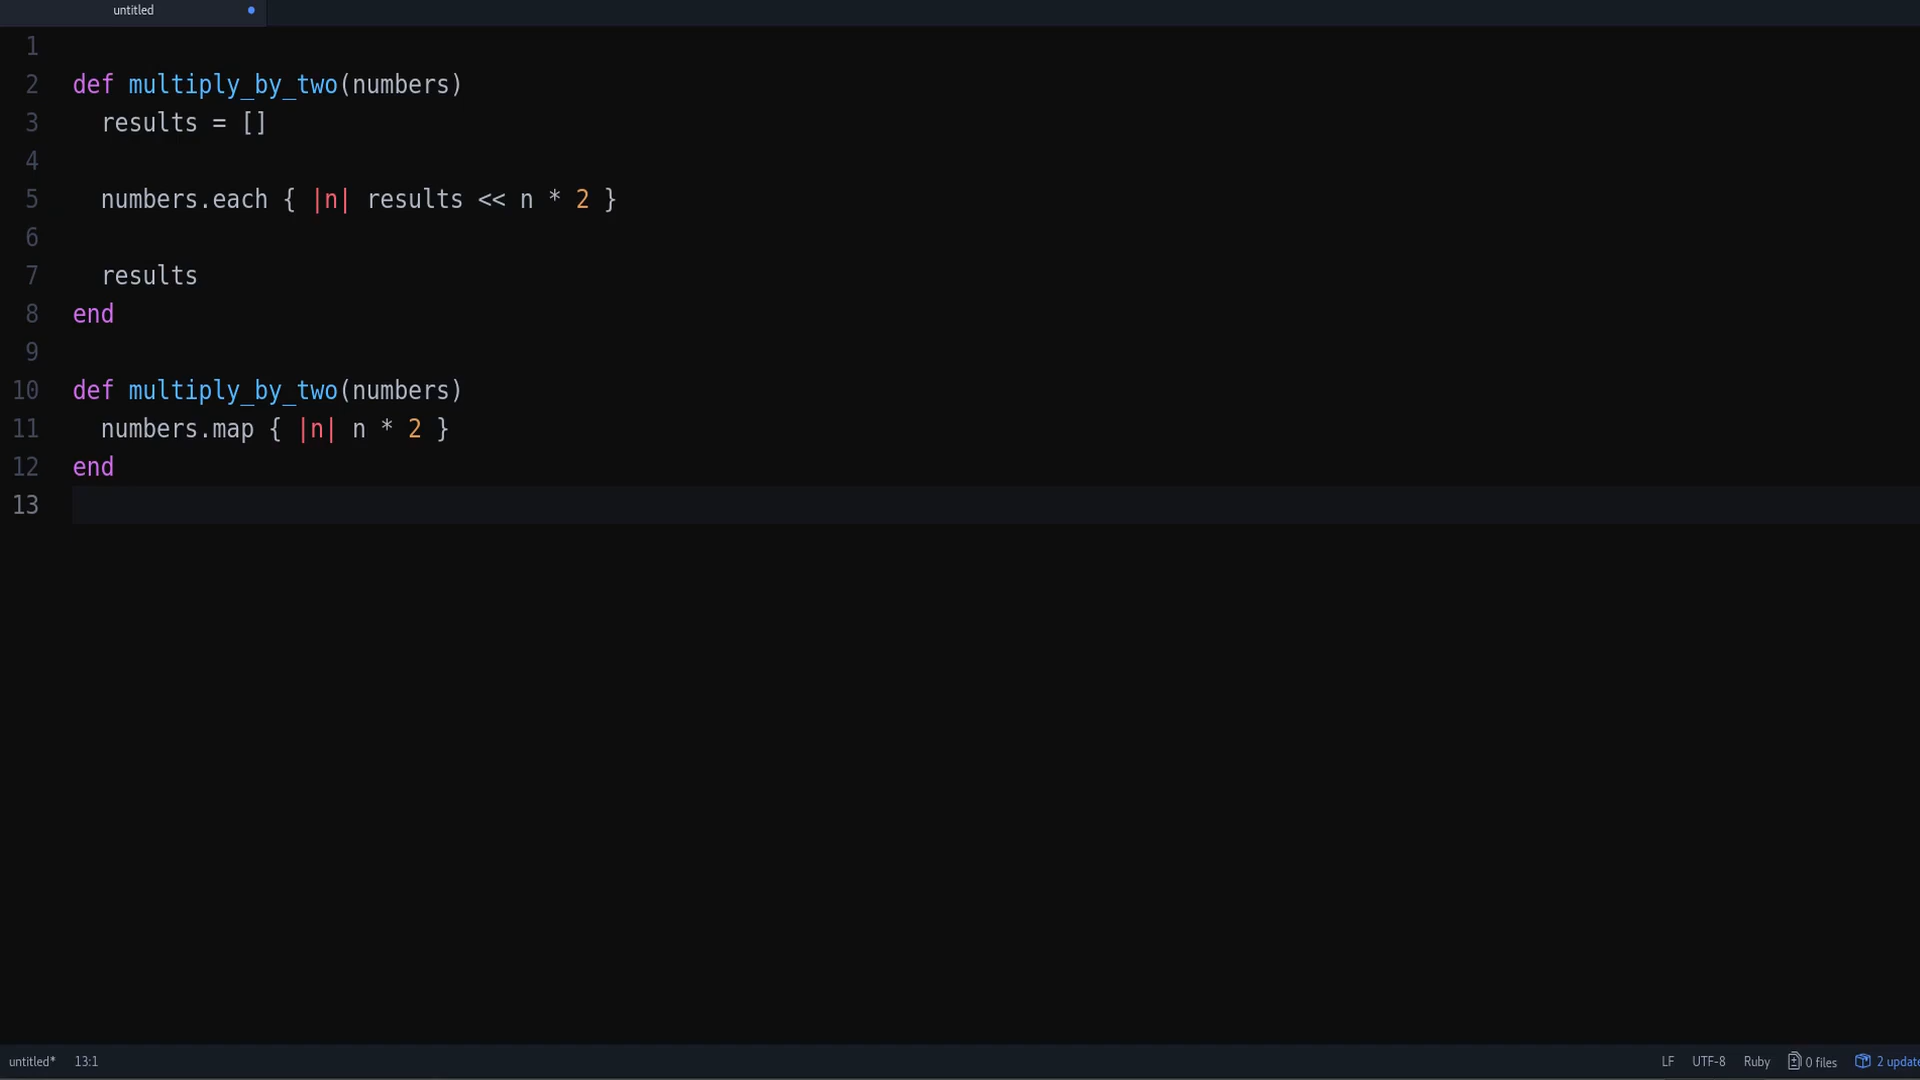 untitled
1
2 def multiply_by_two(numbers)
3   results = []
4
5   numbers.each { |n| results << n * 2 }
6
7   results
8 end
9
10 def multiply_by_two(numbers)
11   numbers.map { |n| n * 2 }
12 end
13
untitled* 13:1 LF UTF-8 Ruby 0 files 2 update